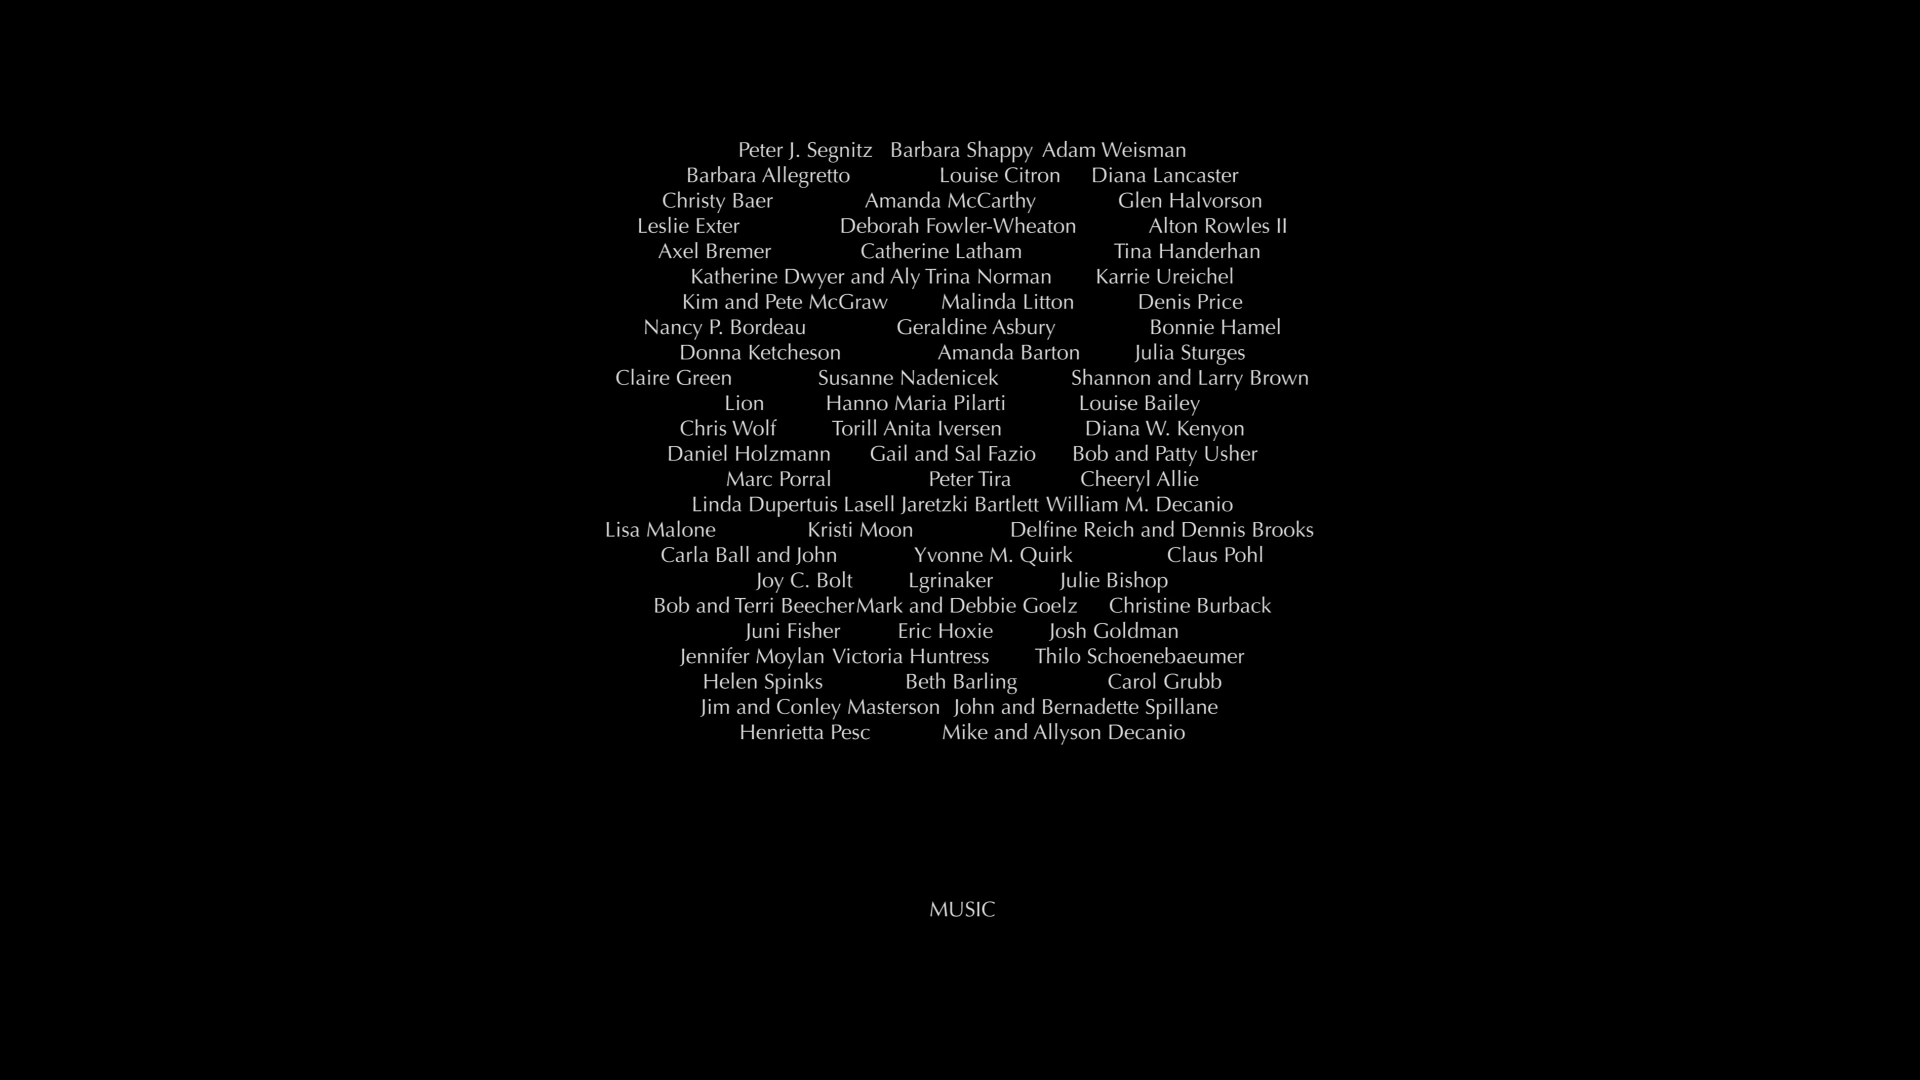 Peter J. Segnitz Barbara Shappy Adam Weisman
Barbara Allegretto Louise Citron Diana Lancaster
Christy Baer Amanda McCarthy Glen Halvorson
Leslie Exter Deborah Fowler-Wheaton Alton Rowles II
Axel Bremer Catherine Latham Tina Handerhan
Katherine Dwyer and Aly Trina Norman Karrie Ureichel
Kim and Pete McGraw Malinda Litton Denis Price
Nancy P. Bordeau Geraldine Asbury Bonnie Hamel
Donna Ketcheson Amanda Barton Julia Sturges
Claire Green Susanne Nadenicek Shannon and Larry Brown
Lion Hanno Maria Pilarti Louise Bailey
Chris Wolf Torill Anita Iversen Diana W. Kenyon
Daniel Holzmann Gail and Sal Fazio Bob and Patty Usher
Marc Porral Peter Tira Cheeryl Allie
Linda Dupertuis Lasell Jaretzki Bartlett William M. Decanio
Lisa Malone Kristi Moon Delfine Reich and Dennis Brooks
Carla Ball and John Yvonne M. Quirk Claus Pohl
Joy C. Bolt Lgrinaker Julie Bishop
Bob and Terri BeecherMark and Debbie Goelz Christine Burback
Juni Fisher Eric Hoxie Josh Goldman
Jennifer Moylan Victoria Huntress Thilo Schoenebaeumer
Helen Spinks Beth Barling Carol Grubb
Jim and Conley Masterson John and Bernadette Spillane
Henrietta Pesc Mike and Allyson Decanio
MUSIC